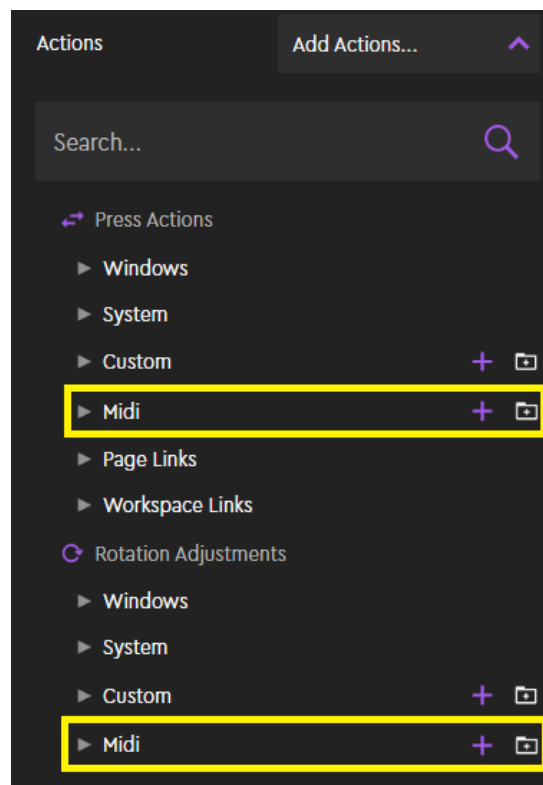 Actions Add Actions...
Search...
Press Actions
Windows
System
Custom
Midi
Page Links
Workspace Links
Rotation Adjustments
Windows
System
Custom
Midi